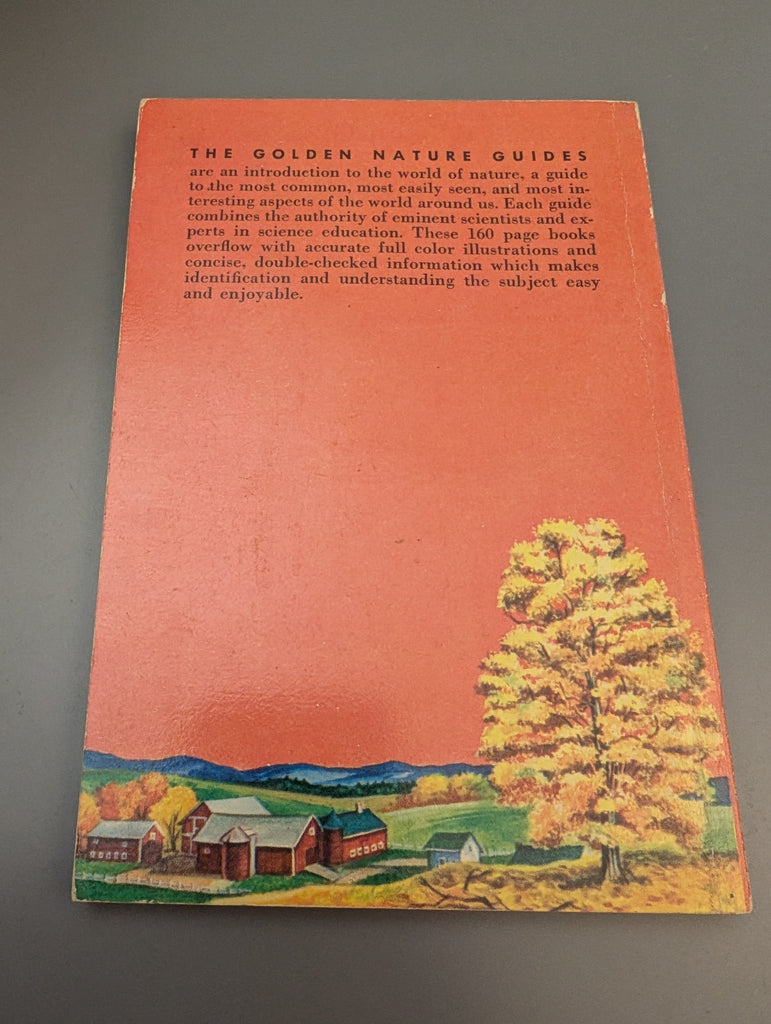 THE GOLDEN NATURE GUIDES
are an introduction to the world of nature, a guide
to the most common, most easily seen, and most in-
teresting aspects of the world around us. Each guide
combines the authority of eminent scientists and ex-
perts in science education. These 160 page books
overflow with accurate full color illustrations and
concise, double-checked information which makes
identification and understanding the subject easy
and enjoyable.